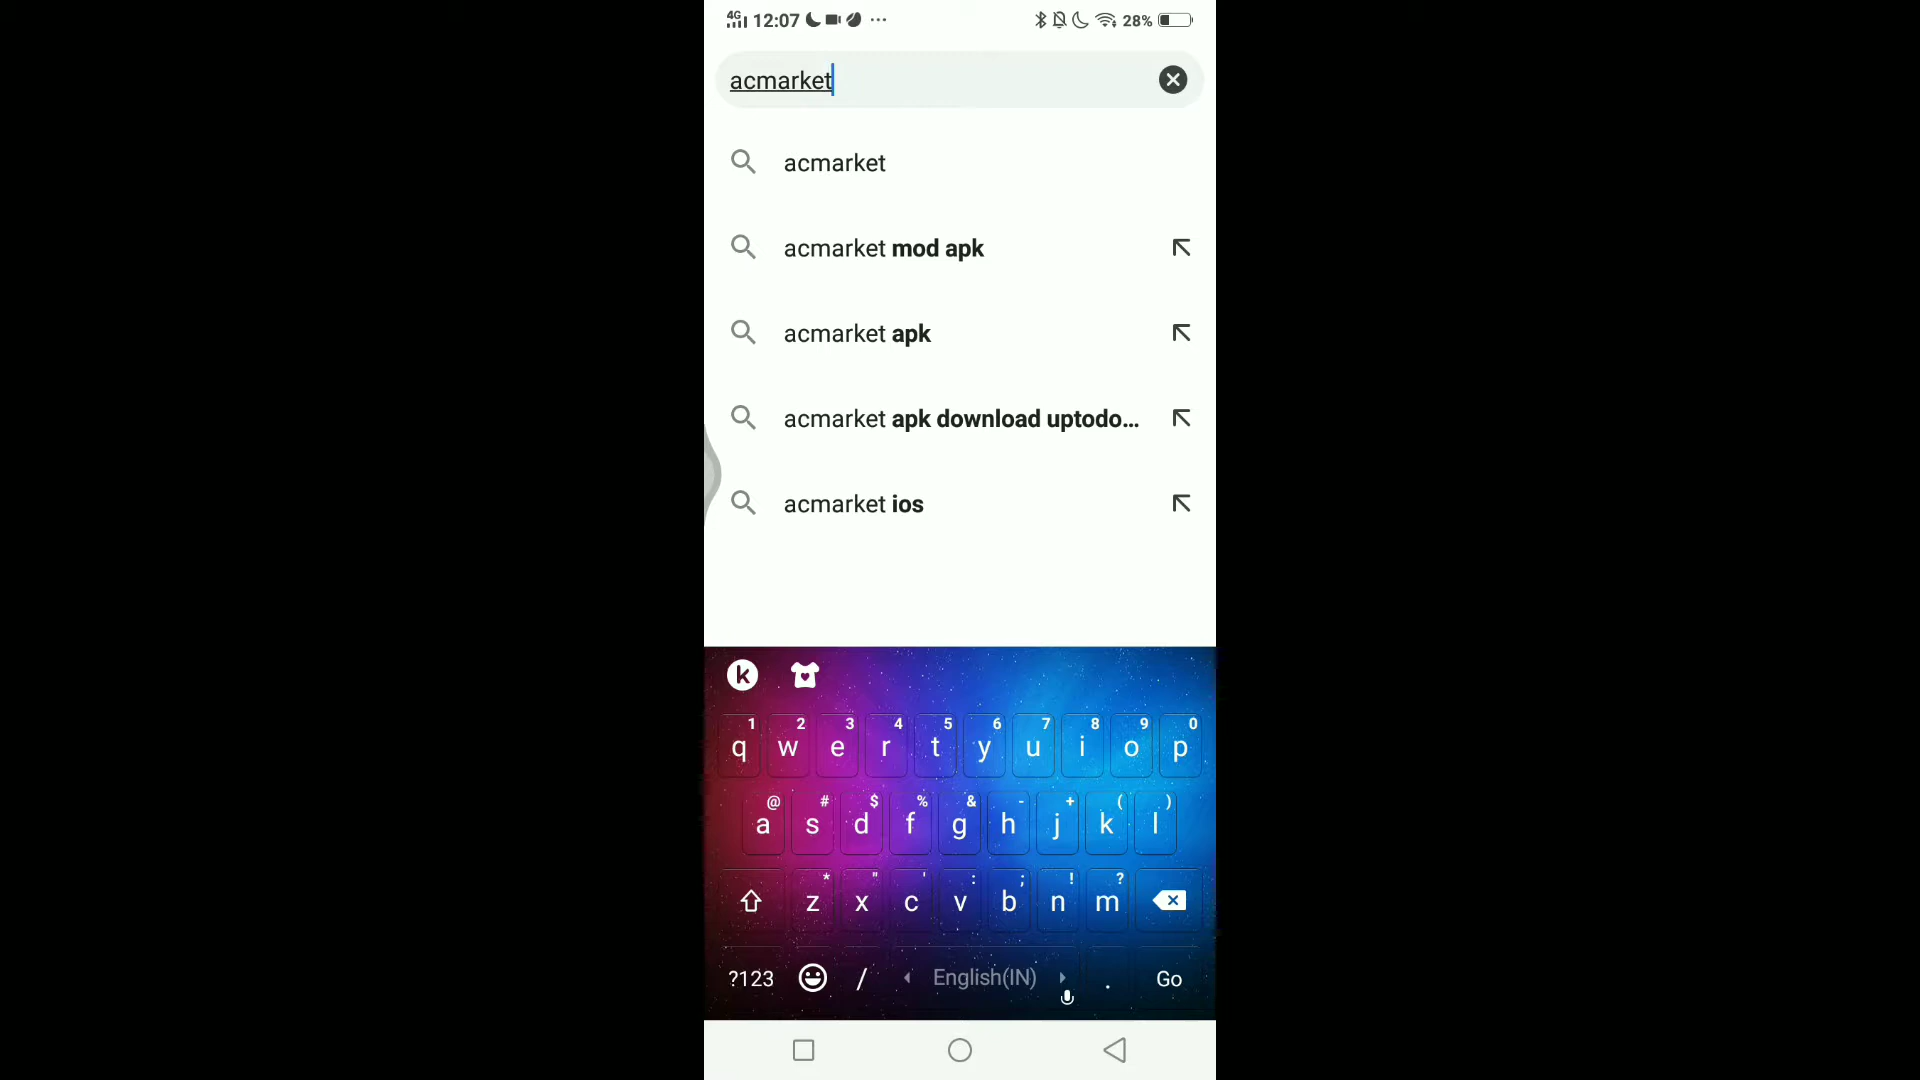 4G 12:07 ... 28%
acmarket
acmarket
acmarket mod apk
acmarket apk
acmarket apk download uptodo...
acmarket ios
k
1 2 3 4 5 6 7 8 9 0
q w e r t y u i o p
@ # $ % & - + ( )
a s d f g h j k l
* " ' : ; ! ?
z x c v b n m
?123 / English(IN) . Go